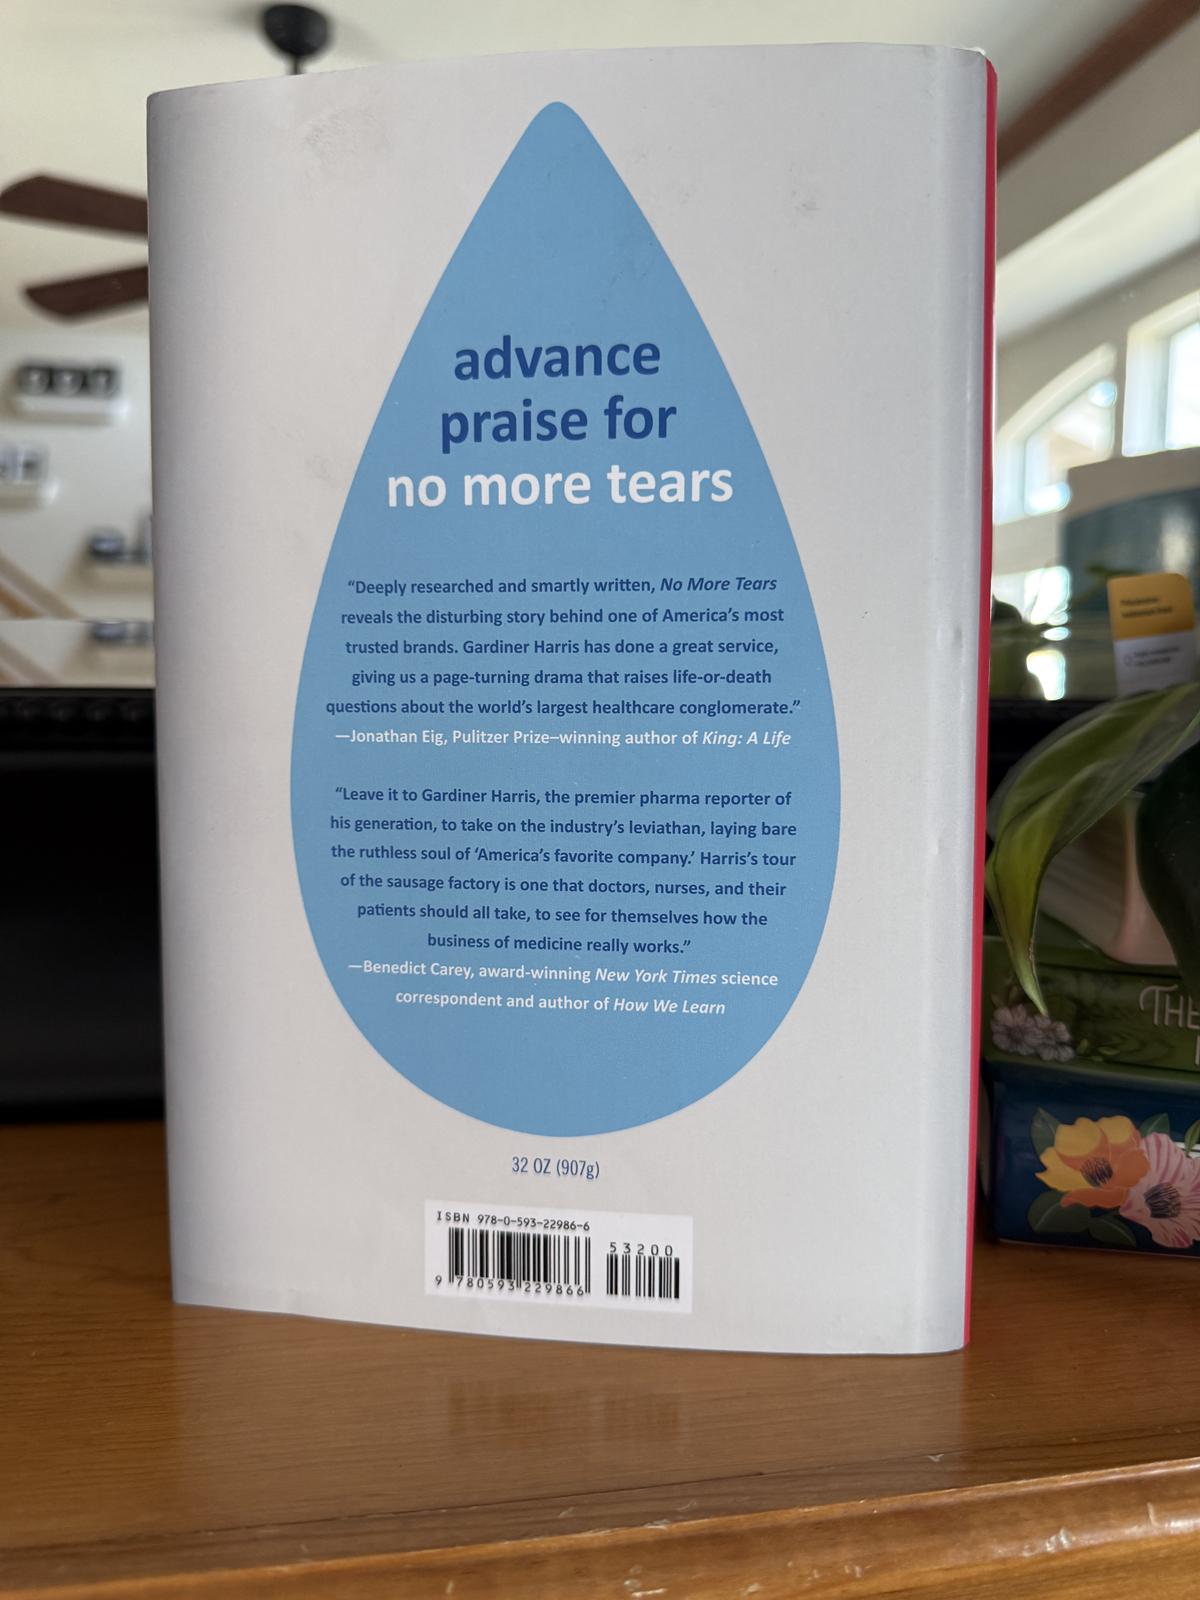 advance
praise for
no more tears
“Deeply researched and smartly written, No More Tears
reveals the disturbing story behind one of America’s most
trusted brands. Gardiner Harris has done a great service,
giving us a page-turning drama that raises life-or-death
questions about the world’s largest healthcare conglomerate.”
—Jonathan Eig, Pulitzer Prize–winning author of King: A Life
“Leave it to Gardiner Harris, the premier pharma reporter of
his generation, to take on the industry’s leviathan, laying bare
the ruthless soul of ‘America’s favorite company.’ Harris’s tour
of the sausage factory is one that doctors, nurses, and their
patients should all take, to see for themselves how the
business of medicine really works.”
—Benedict Carey, award-winning New York Times science
correspondent and author of How We Learn
32 OZ (907g)
ISBN 978-0-593-22986-6
53200
9 780593 229866
THE